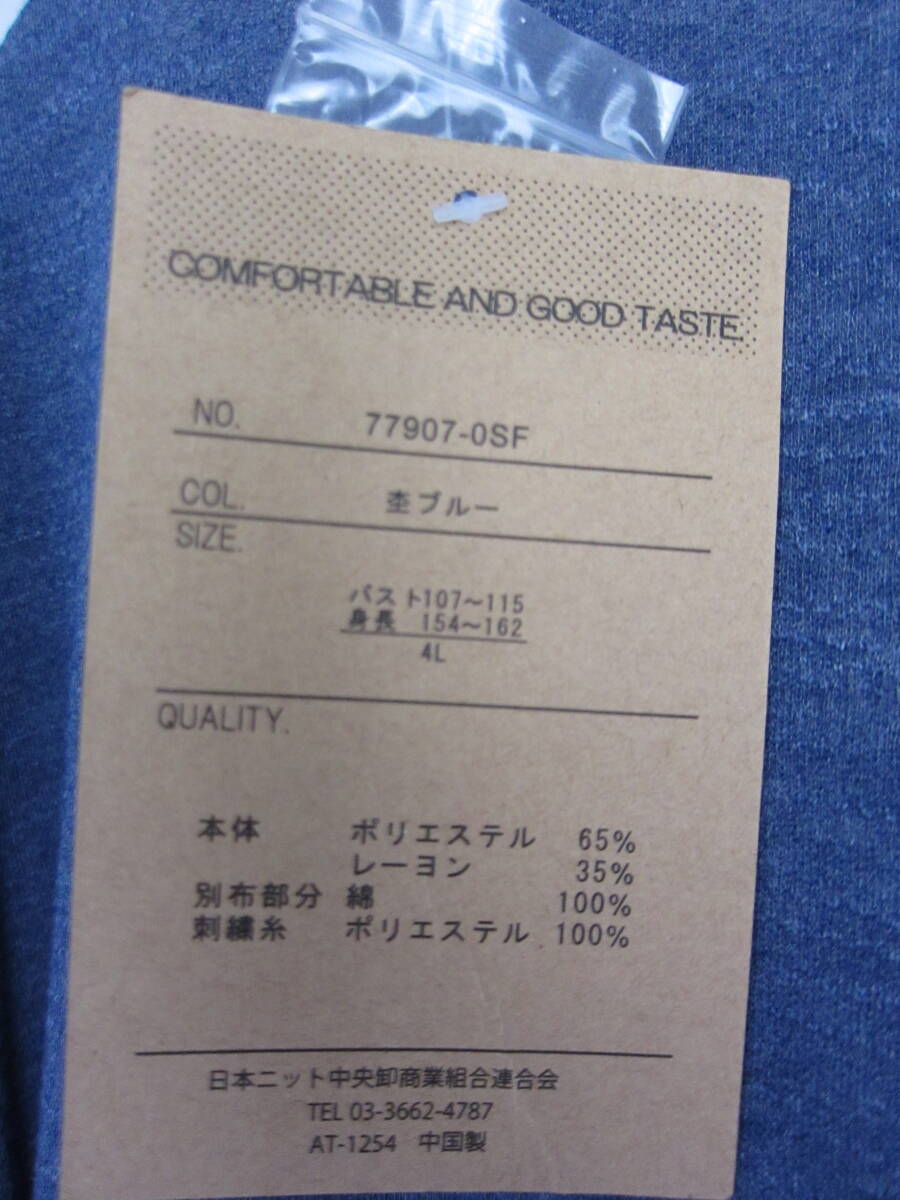 COMFORTABLE AND GOOD TASTE.
NO. 77907-0SF
COL. 杢ブルー
SIZE.
バスト107～115
身長 154～162
4L
QUALITY.
本体 ポリエステル 65%
レーヨン 35%
別布部分 綿 100%
刺繍糸 ポリエステル 100%
日本ニット中央卸商業組合連合会
TEL 03-3662-4787
AT-1254 中国製